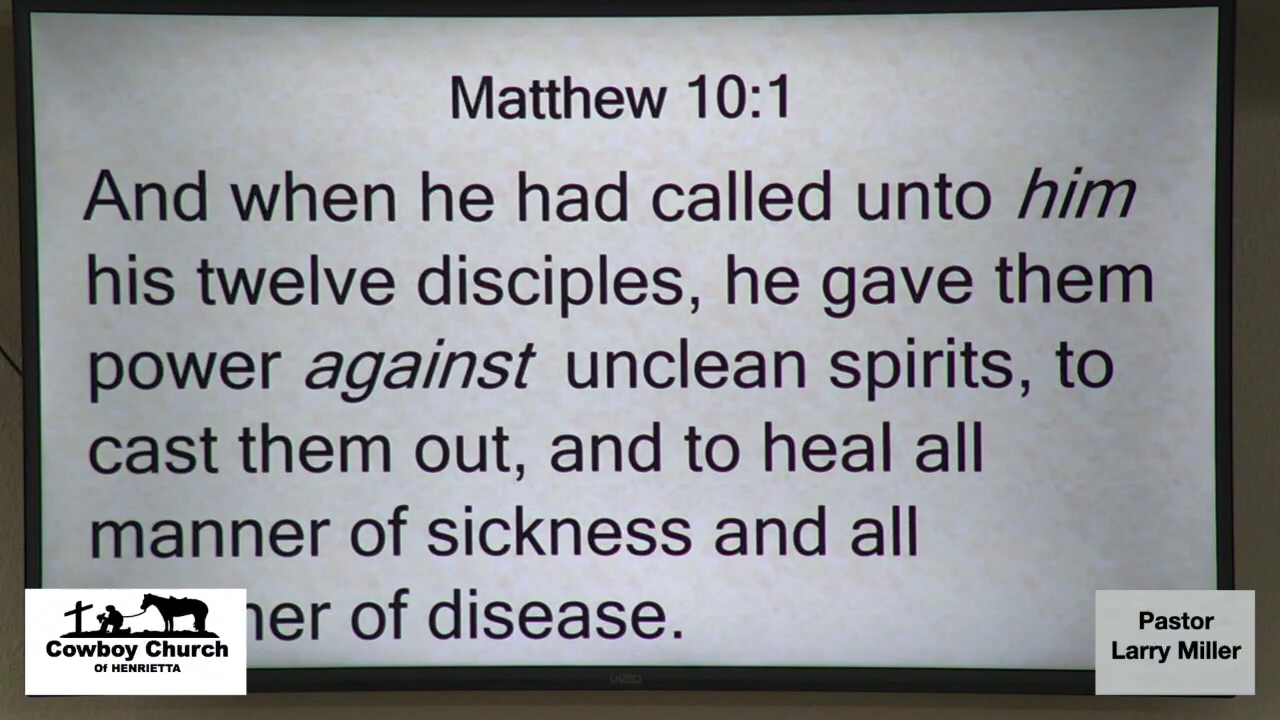 Matthew 10:1
And when he had called unto him
his twelve disciples, he gave them
power against unclean spirits, to
cast them out, and to heal all
manner of sickness and all
ner of disease.
Cowboy Church
OF HENRIETTA
Pastor
Larry Miller
VIZIO